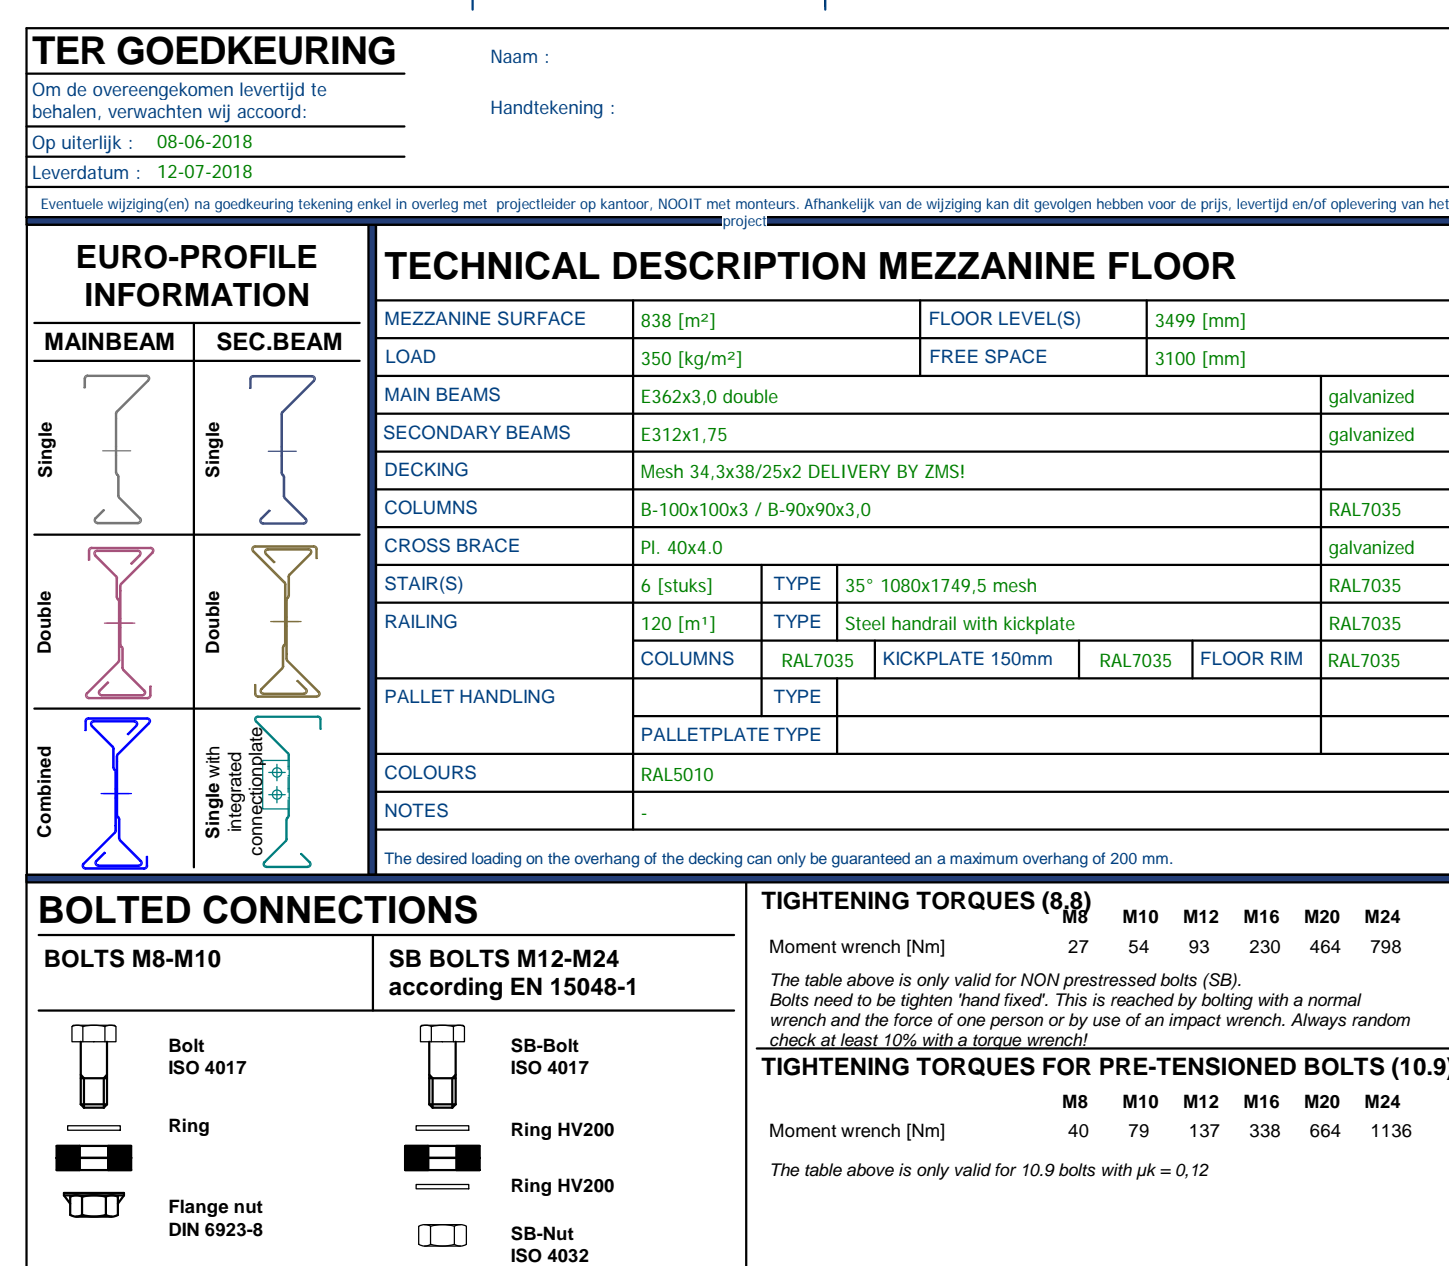 TER GOEDKEURING
Naam :
Om de overeengekomen levertijd te
behalen, verwachten wij accoord:
Handtekening :
Op uiterlijk : 08-06-2018
Leverdatum : 12-07-2018
Eventuele wijziging(en) na goedkeuring tekening enkel in overleg met projectleider op kantoor, NOOIT met monteurs. Afhankelijk van de wijziging kan dit gevolgen hebben voor de prijs, levertijd en/of oplevering van het
project
EURO-PROFILE
INFORMATION
MAINBEAM SEC.BEAM
Single Single
Double Double
Combined Single with
integrated
connectionplate
TECHNICAL DESCRIPTION MEZZANINE FLOOR
MEZZANINE SURFACE 838 [m²] FLOOR LEVEL(S) 3499 [mm]
LOAD 350 [kg/m²] FREE SPACE 3100 [mm]
MAIN BEAMS E362x3,0 double galvanized
SECONDARY BEAMS E312x1,75 galvanized
DECKING Mesh 34,3x38/25x2 DELIVERY BY ZMS!
COLUMNS B-100x100x3 / B-90x90x3,0 RAL7035
CROSS BRACE Pl. 40x4.0 galvanized
STAIR(S) 6 [stuks] TYPE 35° 1080x1749,5 mesh RAL7035
RAILING 120 [m¹] TYPE Steel handrail with kickplate RAL7035
COLUMNS RAL7035 KICKPLATE 150mm RAL7035 FLOOR RIM RAL7035
PALLET HANDLING TYPE
PALLETPLATE TYPE
COLOURS RAL5010
NOTES -
The desired loading on the overhang of the decking can only be guaranteed an a maximum overhang of 200 mm.
BOLTED CONNECTIONS
BOLTS M8-M10
SB BOLTS M12-M24
according EN 15048-1
Bolt
ISO 4017
Ring
Flange nut
DIN 6923-8
SB-Bolt
ISO 4017
Ring HV200
Ring HV200
SB-Nut
ISO 4032
TIGHTENING TORQUES (8.8)
M8 M10 M12 M16 M20 M24
Moment wrench [Nm] 27 54 93 230 464 798
The table above is only valid for NON prestressed bolts (SB).
Bolts need to be tighten 'hand fixed'. This is reached by bolting with a normal
wrench and the force of one person or by use of an impact wrench. Always random
check at least 10% with a torque wrench!
TIGHTENING TORQUES FOR PRE-TENSIONED BOLTS (10.9)
M8 M10 M12 M16 M20 M24
Moment wrench [Nm] 40 79 137 338 664 1136
The table above is only valid for 10.9 bolts with µk = 0,12